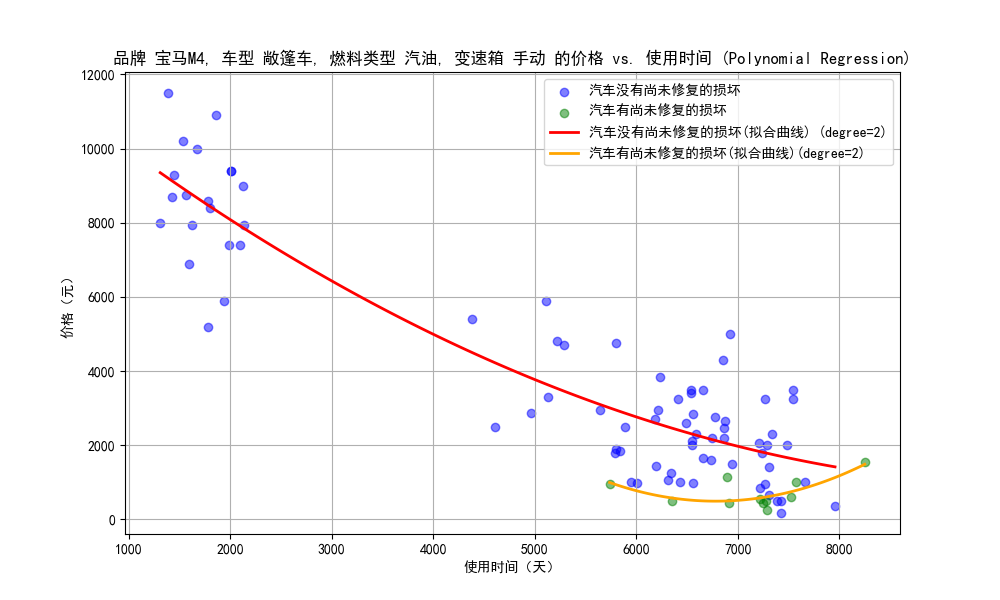 品牌 宝马M4, 车型 敞篷车, 燃料类型 汽油, 变速箱 手动 的价格 vs. 使用时间 (Polynomial Regression)
汽车没有尚未修复的损坏
汽车有尚未修复的损坏
汽车没有尚未修复的损坏(拟合曲线) (degree=2)
汽车有尚未修复的损坏(拟合曲线)(degree=2)
价格（元）
12000
10000
8000
6000
4000
2000
0
1000 2000 3000 4000 5000 6000 7000 8000
使用时间（天）